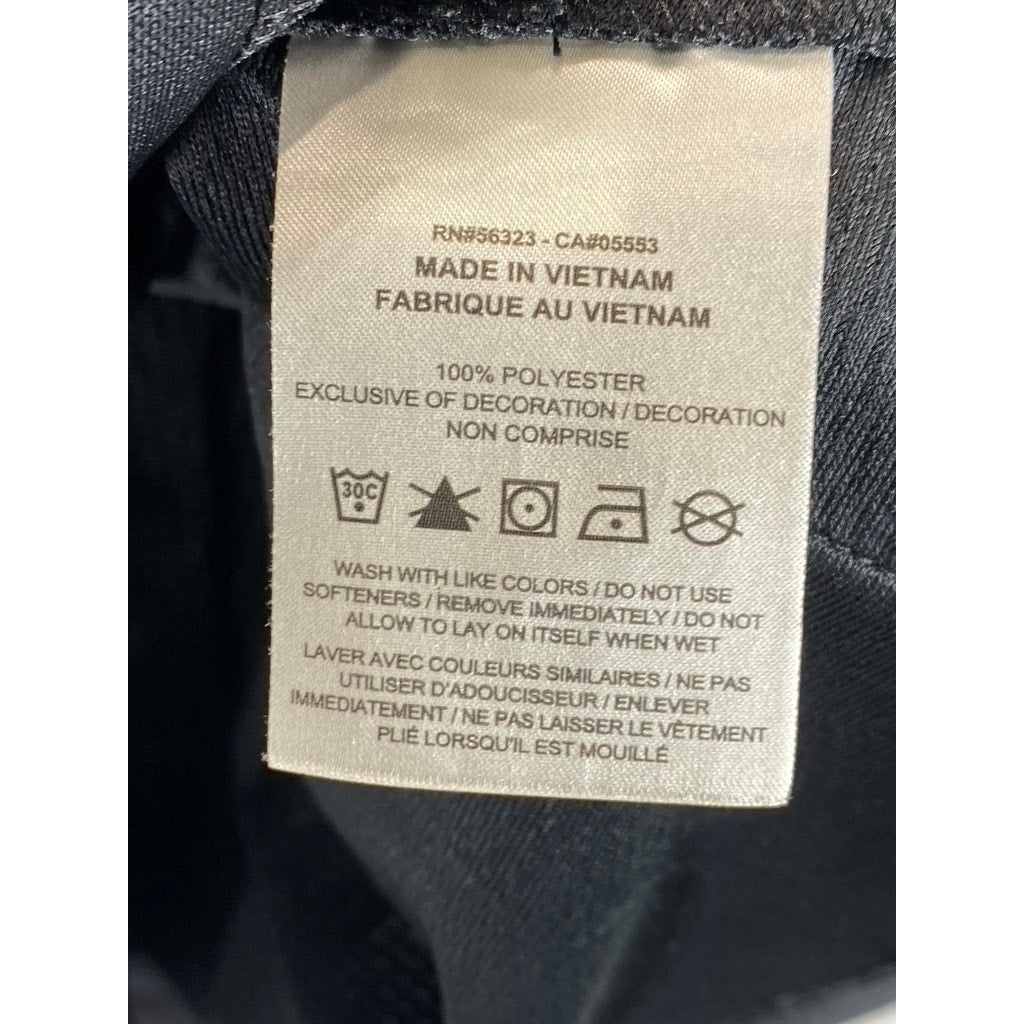 RN#56323 - CA#05553
MADE IN VIETNAM
FABRIQUE AU VIETNAM
100% POLYESTER
EXCLUSIVE OF DECORATION / DECORATION
NON COMPRISE
30C
WASH WITH LIKE COLORS / DO NOT USE
SOFTENERS / REMOVE IMMEDIATELY / DO NOT
ALLOW TO LAY ON ITSELF WHEN WET
LAVER AVEC COULEURS SIMILAIRES / NE PAS
UTILISER D'ADOUCISSEUR / ENLEVER
IMMEDIATEMENT / NE PAS LAISSER LE VÊTEMENT
PLIÉ LORSQU'IL EST MOUILLÉ